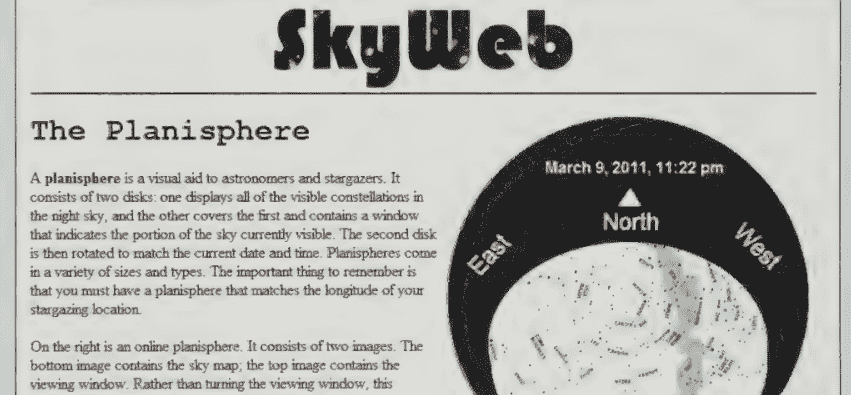 SkyWeb
The Planisphere
A planisphere is a visual aid to astronomers and stargazers. It
consists of two disks: one displays all of the visible constellations in
the night sky, and the other covers the first and contains a window
that indicates the portion of the sky currently visible. The second disk
is then rotated to match the current date and time. Planispheres come
in a variety of sizes and types. The important thing to remember is
that you must have a planisphere that matches the longitude of your
stargazing location.
On the right is an online planisphere. It consists of two images. The
bottom image contains the sky map; the top image contains the
viewing window. Rather than turning the viewing window, this
March 9, 2011, 11:22 pm
North
East
West